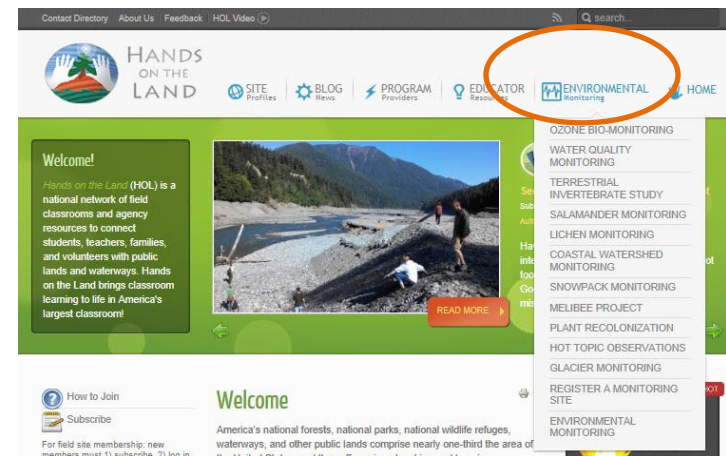 Contact Directory About Us Feedback HOL Video
search...
HANDS
ON THE
LAND
SITE
Profiles
BLOG
News
PROGRAM
Providers
EDUCATOR
Resources
ENVIRONMENTAL
Monitoring
HOME
OZONE BIO-MONITORING
WATER QUALITY
MONITORING
TERRESTRIAL
INVERTEBRATE STUDY
SALAMANDER MONITORING
LICHEN MONITORING
COASTAL WATERSHED
MONITORING
SNOWPACK MONITORING
MELIBEE PROJECT
PLANT RECOLONIZATION
HOT TOPIC OBSERVATIONS
GLACIER MONITORING
REGISTER A MONITORING
SITE
ENVIRONMENTAL
MONITORING
Welcome!
Hands on the Land (HOL) is a
national network of field
classrooms and agency
resources to connect
students, teachers, families,
and volunteers with public
lands and waterways. Hands
on the Land brings classroom
learning to life in America's
largest classroom!
READ MORE
How to Join
Subscribe
For field site membership: new
members must 1) subscribe, 2) log in
Welcome
America's national forests, national parks, national wildlife refuges,
waterways, and other public lands comprise nearly one-third the area of